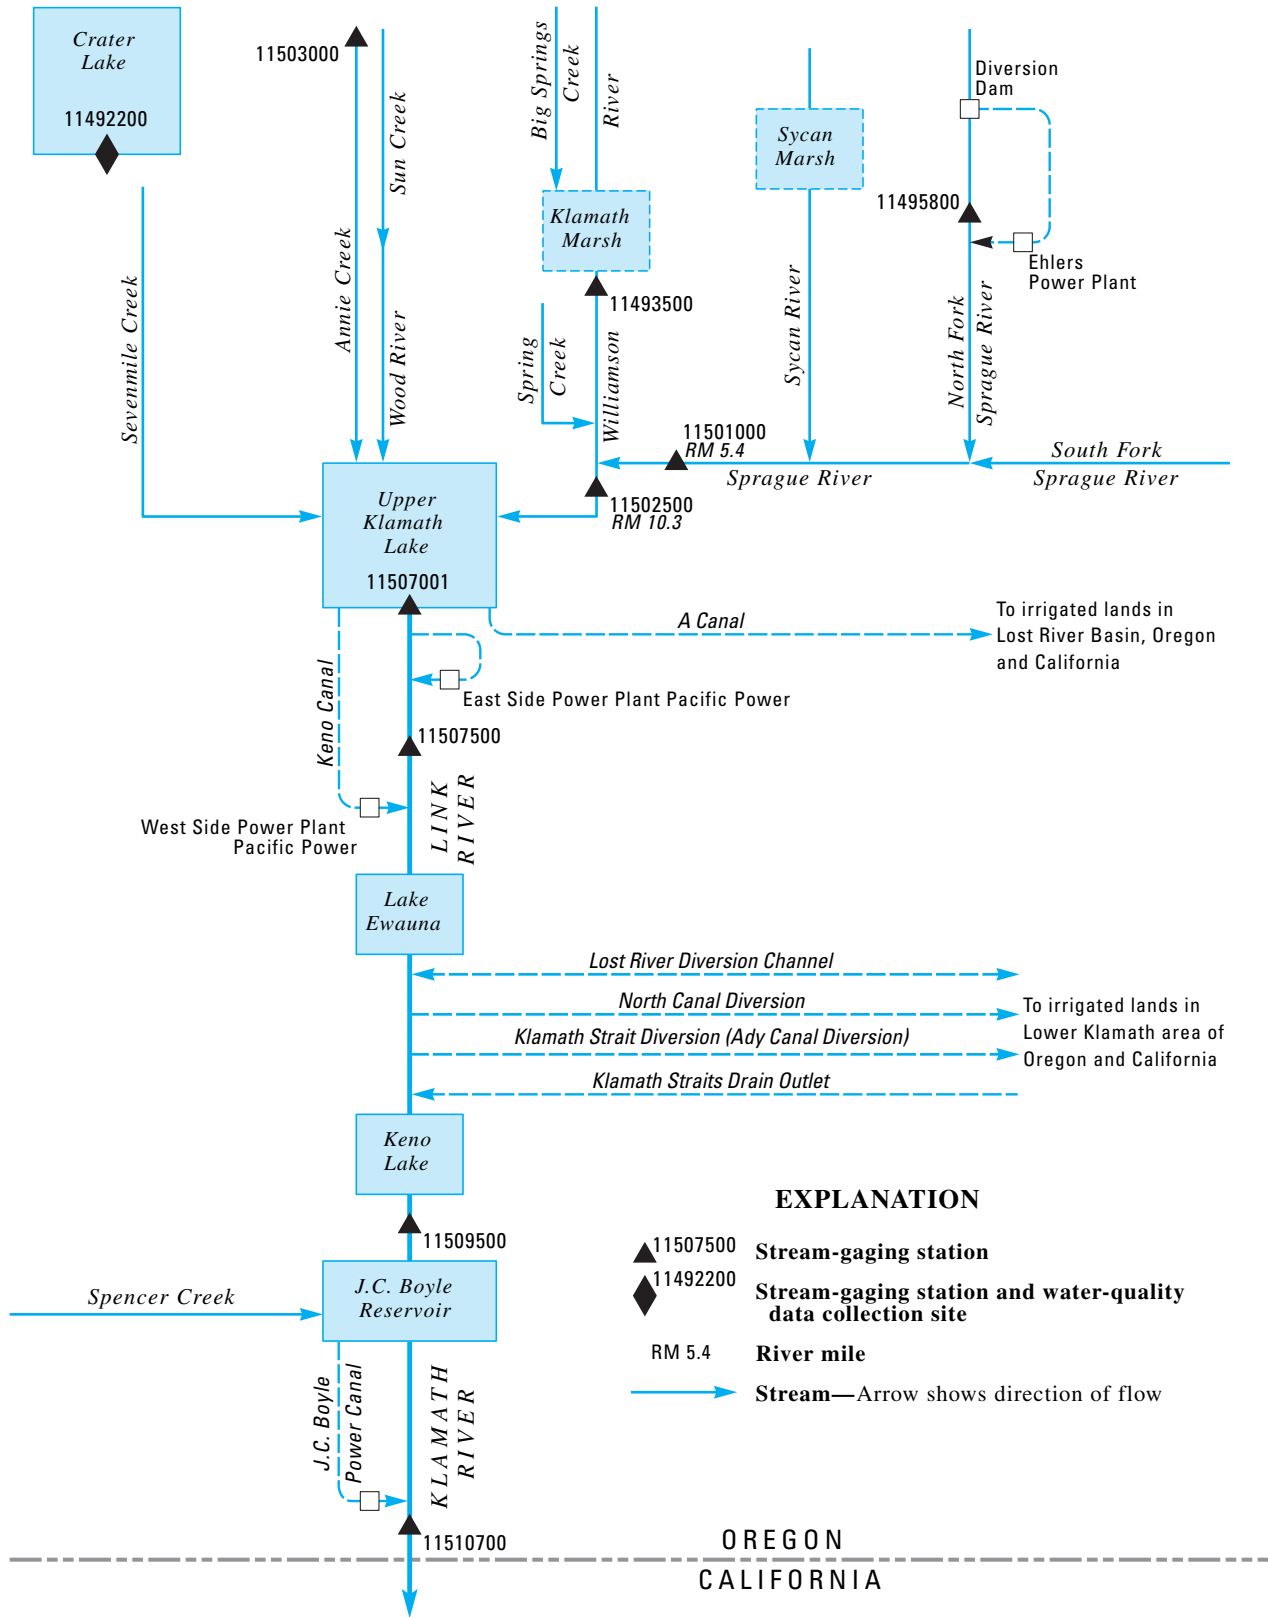 Crater
Lake
11492200
11503000
Sun Creek
Annie Creek
Wood River
Sevenmile Creek
Big Springs
Creek
River
Klamath
Marsh
11493500
Spring
Creek
Williamson
Sycan
Marsh
Sycan River
Diversion
Dam
11495800
Ehlers
Power Plant
North Fork
Sprague River
11501000
RM 5.4
Sprague River
South Fork
Sprague River
11502500
RM 10.3
Upper
Klamath
Lake
11507001
A Canal
To irrigated lands in
Lost River Basin, Oregon
and California
Keno Canal
East Side Power Plant Pacific Power
11507500
LINK
RIVER
West Side Power Plant
Pacific Power
Lake
Ewauna
Lost River Diversion Channel
North Canal Diversion
Klamath Strait Diversion (Ady Canal Diversion)
Klamath Straits Drain Outlet
To irrigated lands in
Lower Klamath area of
Oregon and California
Keno
Lake
11509500
Spencer Creek
J.C. Boyle
Reservoir
J.C. Boyle
Power Canal
KLAMATH
RIVER
11510700
EXPLANATION
11507500 Stream-gaging station
11492200 Stream-gaging station and water-quality
data collection site
RM 5.4 River mile
Stream—Arrow shows direction of flow
OREGON
CALIFORNIA